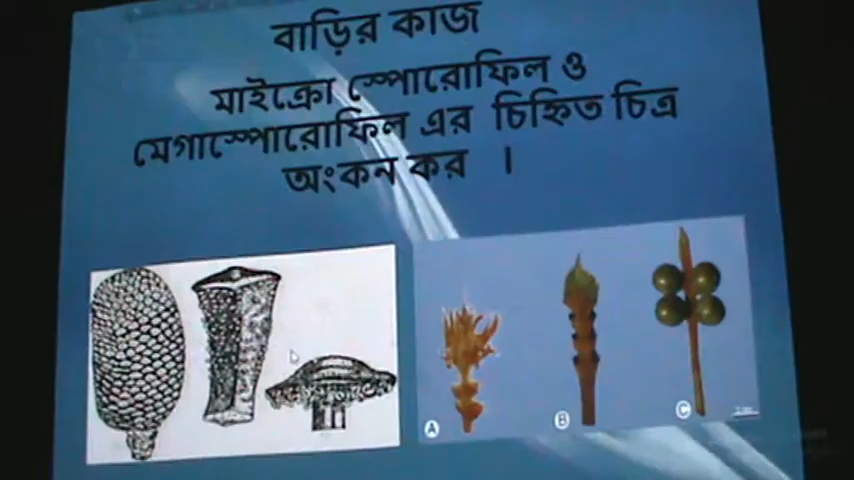 বাড়ির কাজ
মাইক্রো স্পোরোফিল ও
মেগাস্পোরোফিল এর চিহ্নিত চিত্র
অংকন কর ।
A
B
C